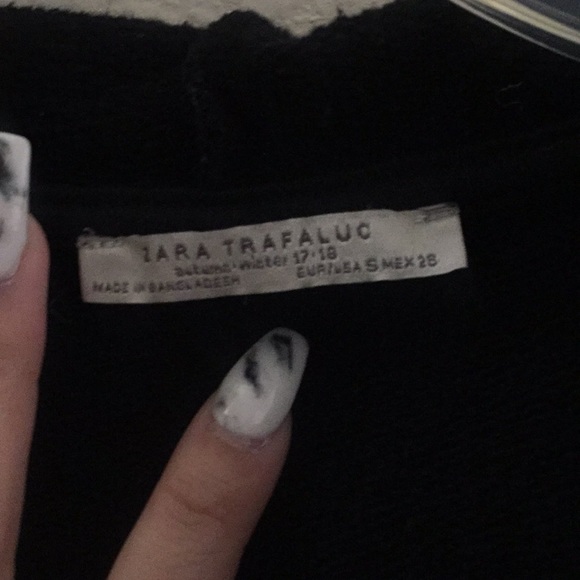 ZARA TRAFALUC
autumn·winter 17·18
MADE IN BANGLADESH EUR/USA S MEX 26